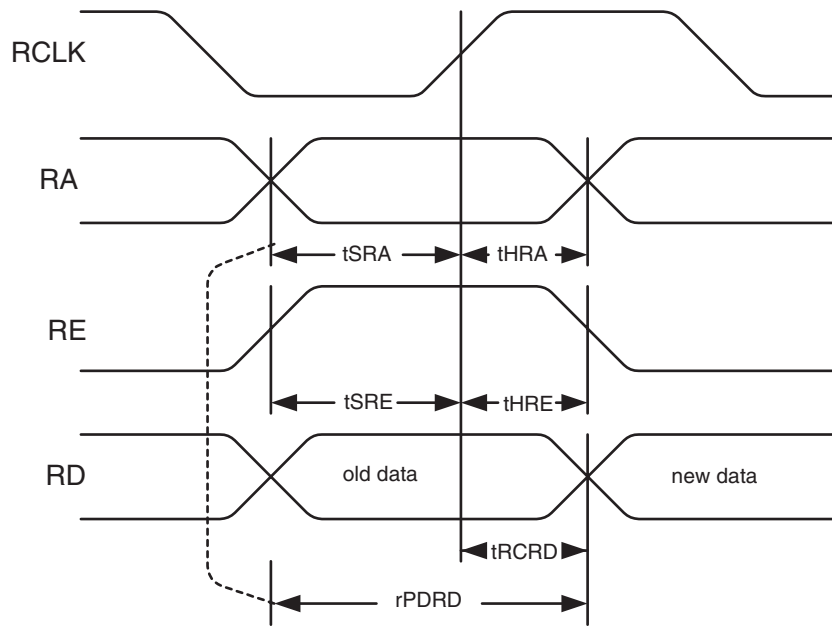 RCLK
RA
tSRA
tHRA
RE
tSRE
tHRE
RD
old data
new data
tRCRD
rPDRD